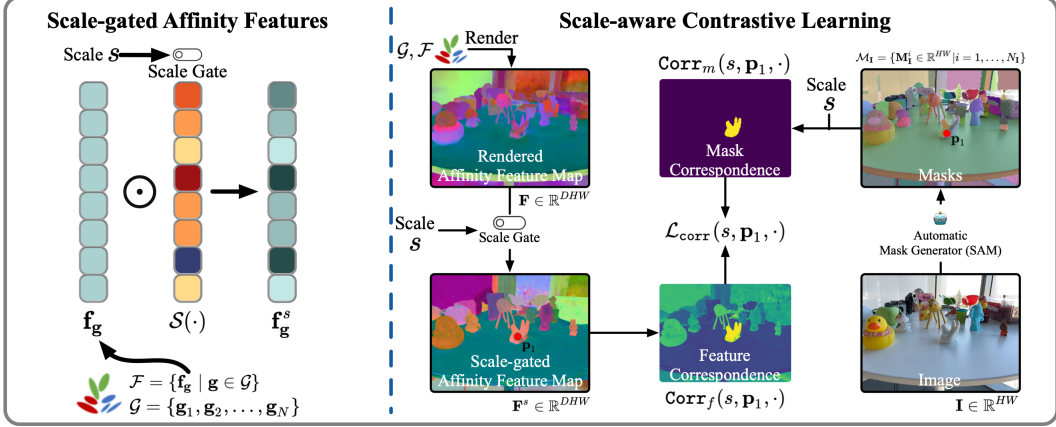 Scale-gated Affinity Features
Scale 𝒮
Scale Gate
f_g
𝒮(·)
f_g^s
ℱ = {f_g | g ∈ 𝒢}
𝒢 = {g_1, g_2, . . . , g_N}
Scale-aware Contrastive Learning
𝒢, ℱ
Render
Rendered
Affinity Feature Map
F ∈ ℝ^{DHW}
Scale
𝒮
Scale Gate
p_1
Scale-gated
Affinity Feature Map
F^s ∈ ℝ^{DHW}
Corr_m(s, p_1, ·)
Mask
Correspondence
ℒ_corr(s, p_1, ·)
Feature
Correspondence
Corr_f(s, p_1, ·)
ℳ_I = {M_I^i ∈ ℝ^{HW} | i = 1, . . . , N_I}
Scale
𝒮
p_1
Masks
Automatic
Mask Generator (SAM)
Image
I ∈ ℝ^{HW}